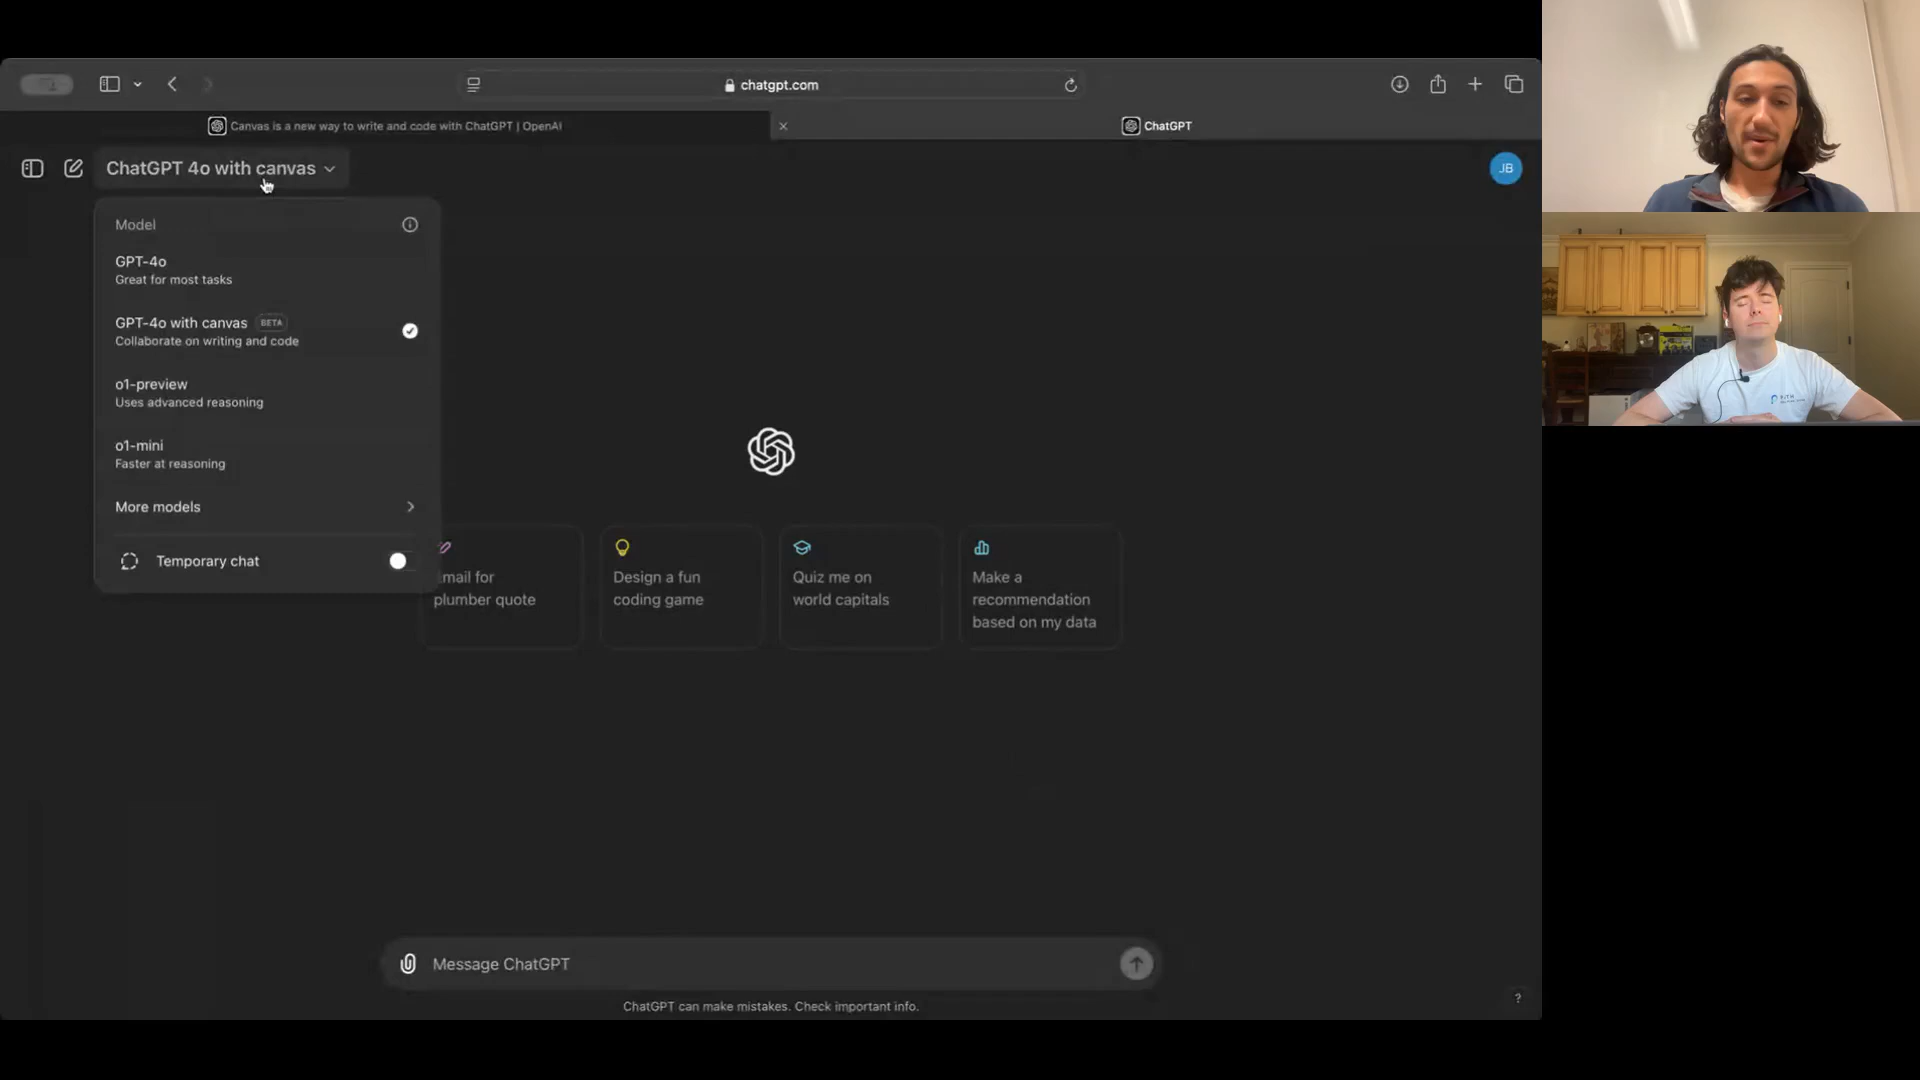 chatgpt.com
Canvas is a new way to write and code with ChatGPT | OpenAI
ChatGPT
ChatGPT 4o with canvas
JB
Model
GPT-4o
Great for most tasks
GPT-4o with canvas BETA
Collaborate on writing and code
o1-preview
Uses advanced reasoning
o1-mini
Faster at reasoning
More models
Temporary chat
mail for
plumber quote
Design a fun
coding game
Quiz me on
world capitals
Make a
recommendation
based on my data
Message ChatGPT
ChatGPT can make mistakes. Check important info.
?